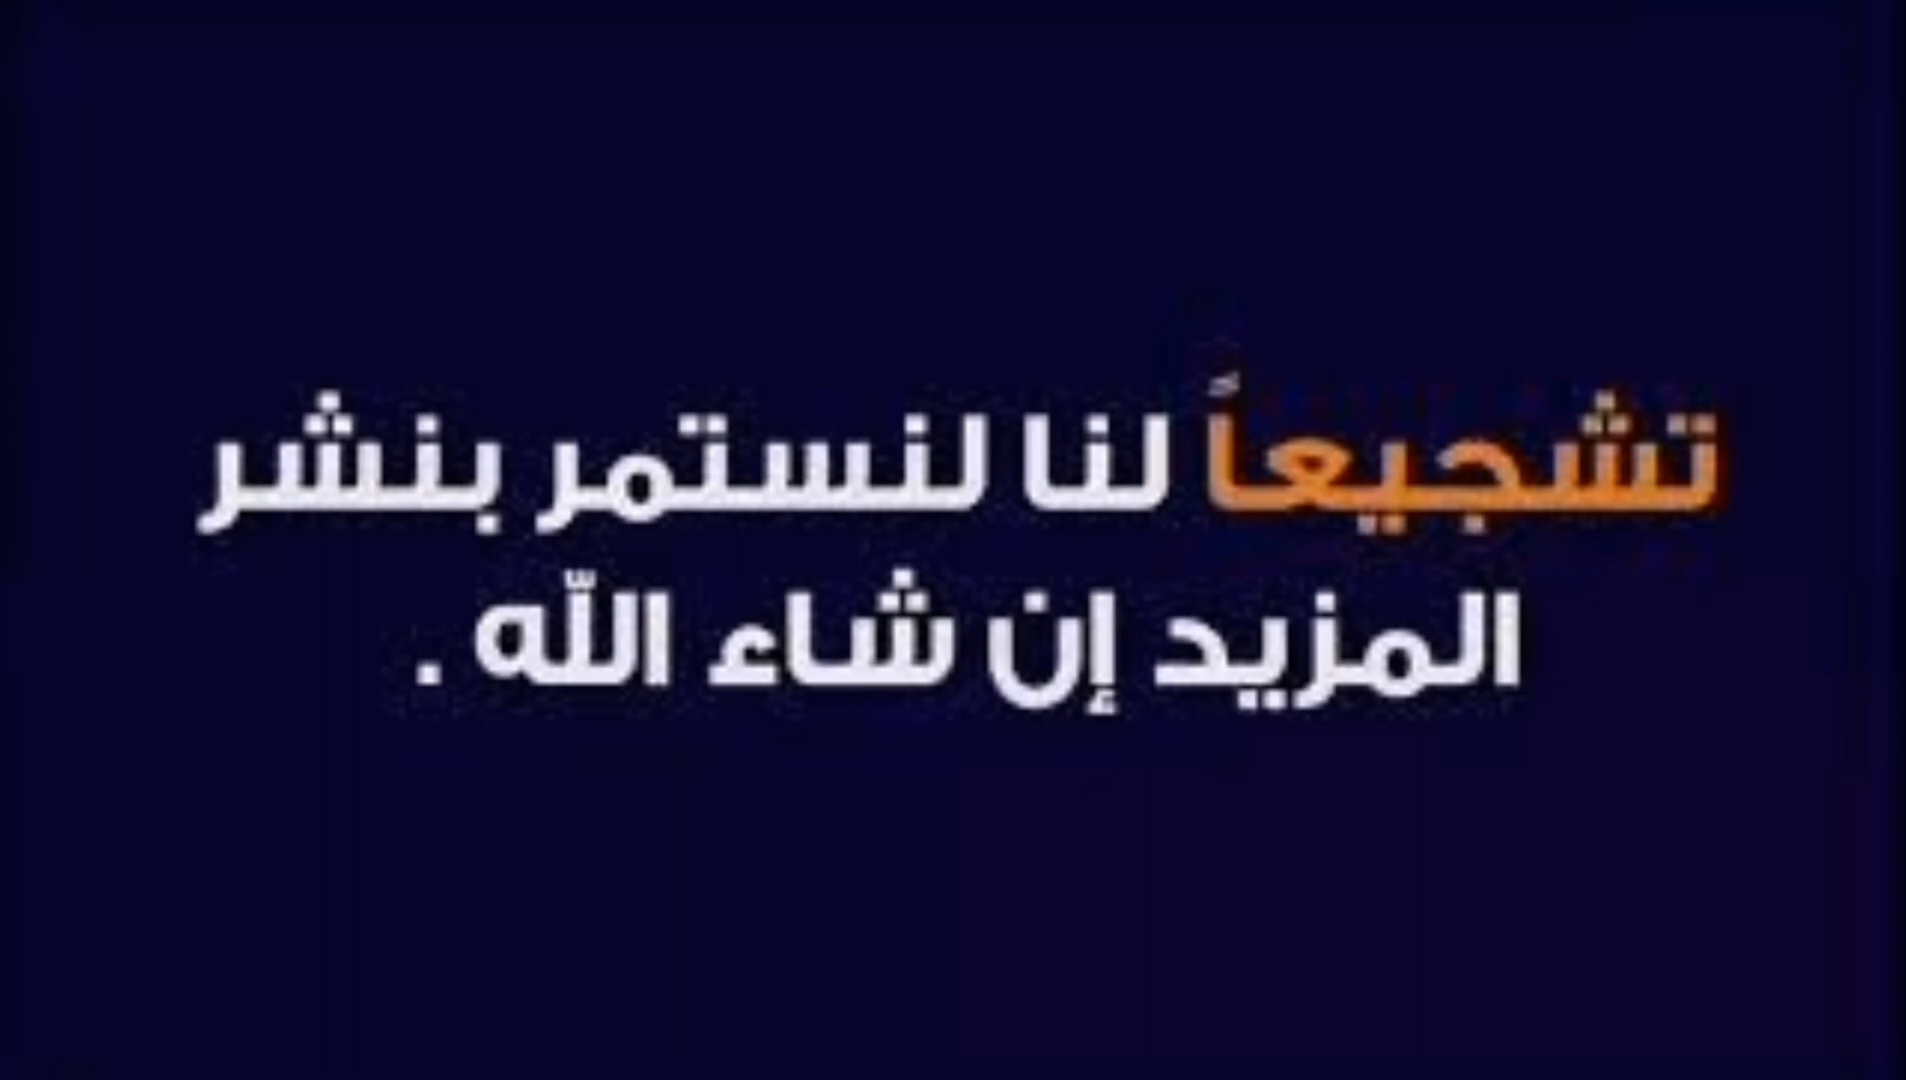 تشجيعاً لنا لنستمر بنشر
المزيد إن شاء اللّه .